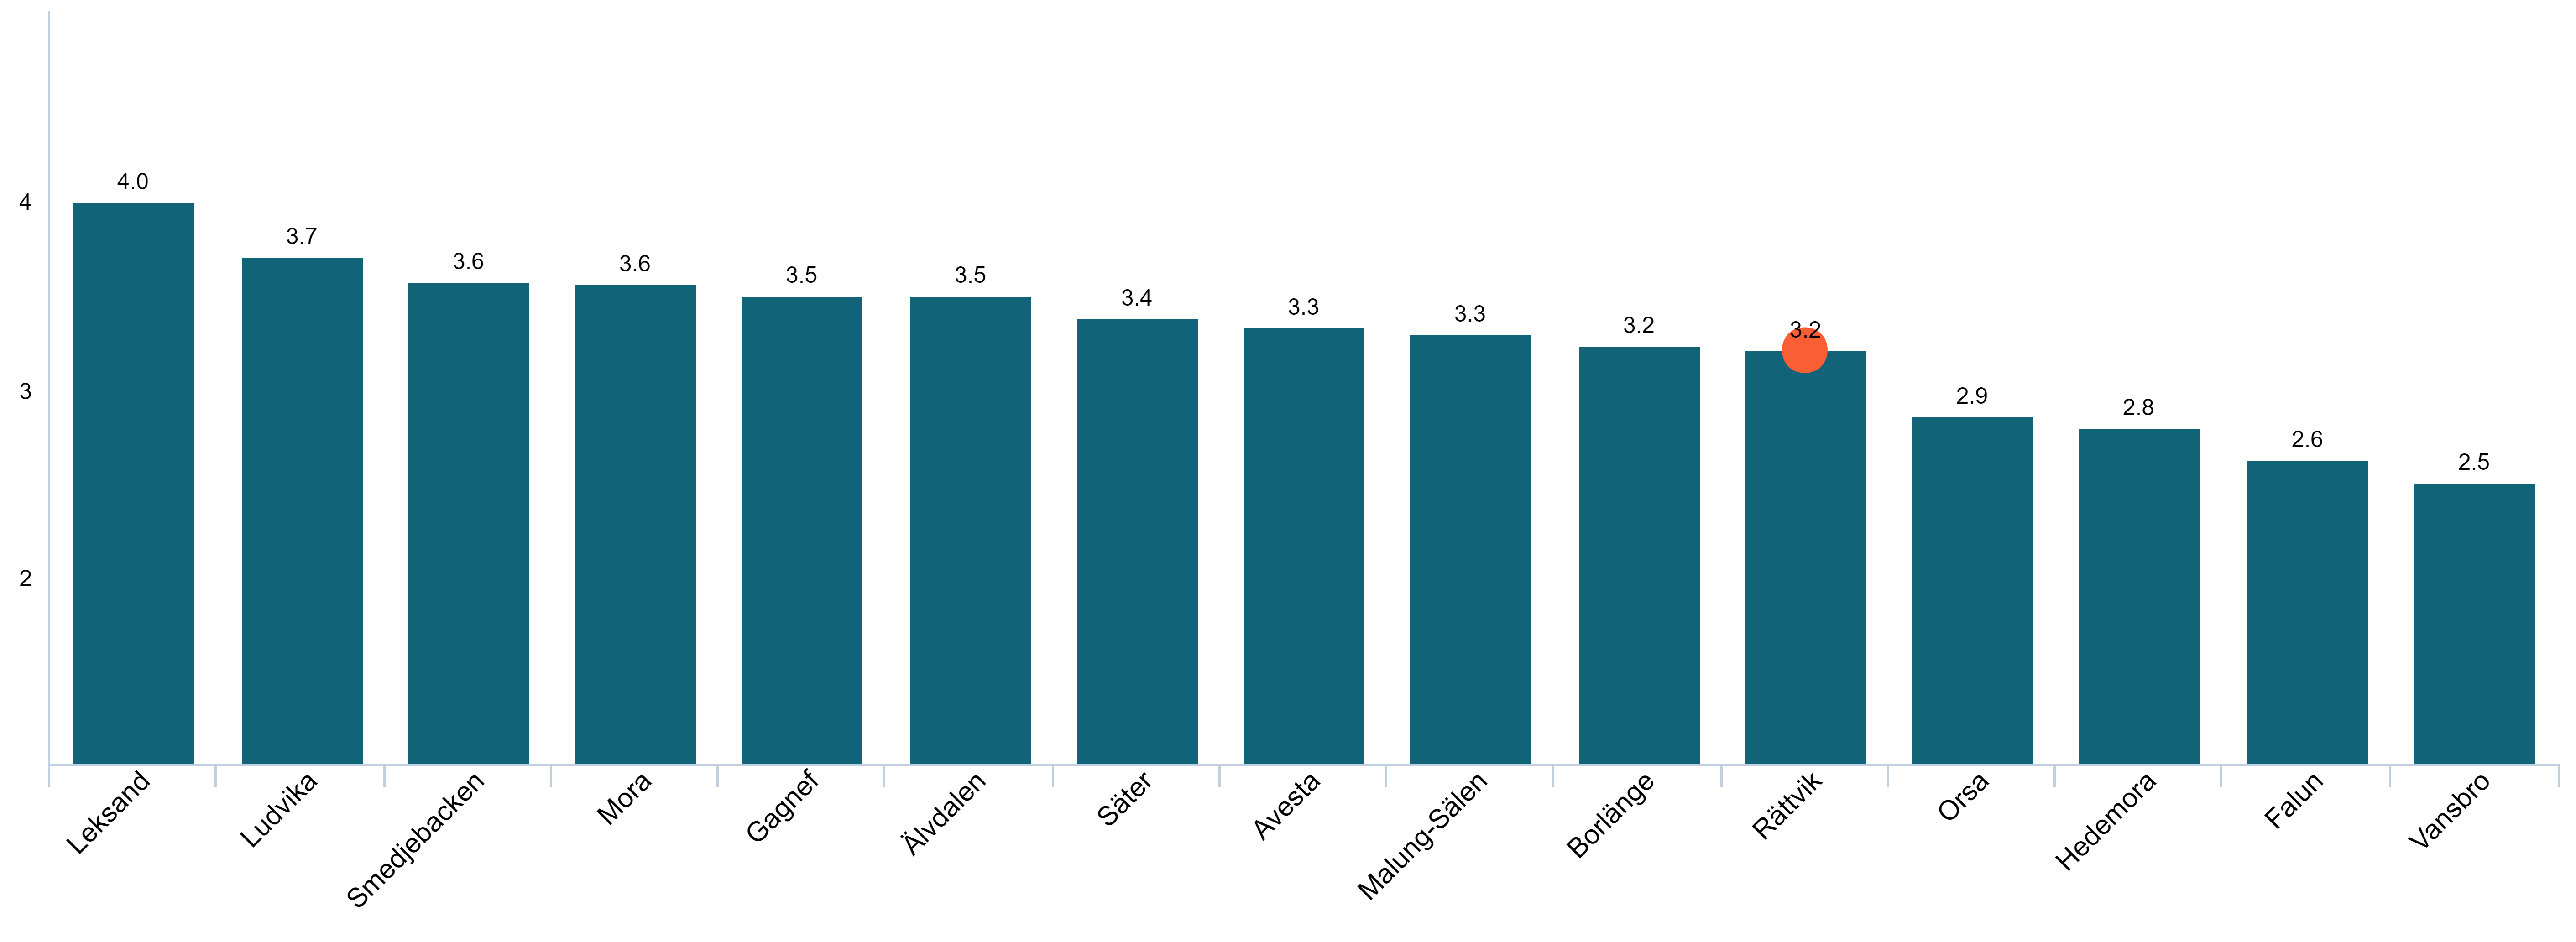 4
3
2
4.0
3.7
3.6
3.6
3.5
3.5
3.4
3.3
3.3
3.2
3.2
2.9
2.8
2.6
2.5
Leksand
Ludvika
Smedjebacken
Mora
Gagnef
Älvdalen
Säter
Avesta
Malung-Sälen
Borlänge
Rättvik
Orsa
Hedemora
Falun
Vansbro